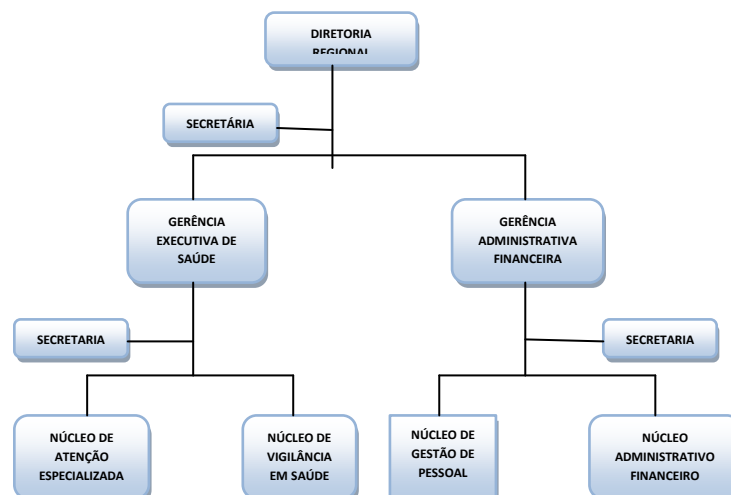 DIRETORIA
REGIONAL
SECRETÁRIA
GERÊNCIA
EXECUTIVA DE
SAÚDE
GERÊNCIA
ADMINISTRATIVA
FINANCEIRA
SECRETARIA
SECRETARIA
NÚCLEO DE
ATENÇÃO
ESPECIALIZADA
NÚCLEO DE
VIGILÂNCIA
EM SAÚDE
NÚCLEO DE
GESTÃO DE
PESSOAL
NÚCLEO
ADMINISTRATIVO
FINANCEIRO